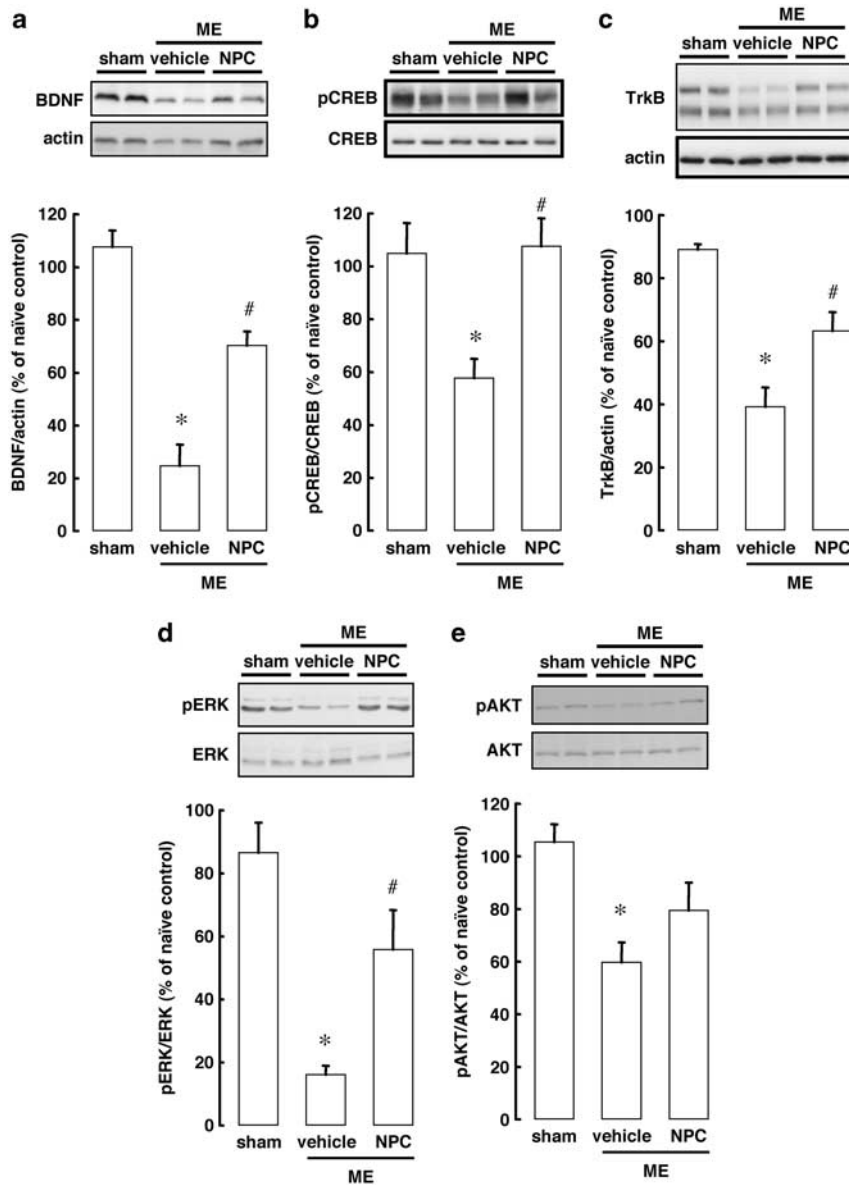 a
ME
sham vehicle NPC
BDNF
actin
120
100
80
60
40
20
0
BDNF/actin (% of naïve control)
*
#
sham vehicle NPC
ME
b
ME
sham vehicle NPC
pCREB
CREB
120
100
80
60
40
20
0
pCREB/CREB (% of naïve control)
*
#
sham vehicle NPC
ME
c
ME
sham vehicle NPC
TrkB
actin
100
80
60
40
20
0
TrkB/actin (% of naïve control)
*
#
sham vehicle NPC
ME
d
ME
sham vehicle NPC
pERK
ERK
100
80
60
40
20
0
pERK/ERK (% of naïve control)
*
#
sham vehicle NPC
ME
e
ME
sham vehicle NPC
pAKT
AKT
120
100
80
60
40
20
0
pAKT/AKT (% of naïve control)
*
sham vehicle NPC
ME